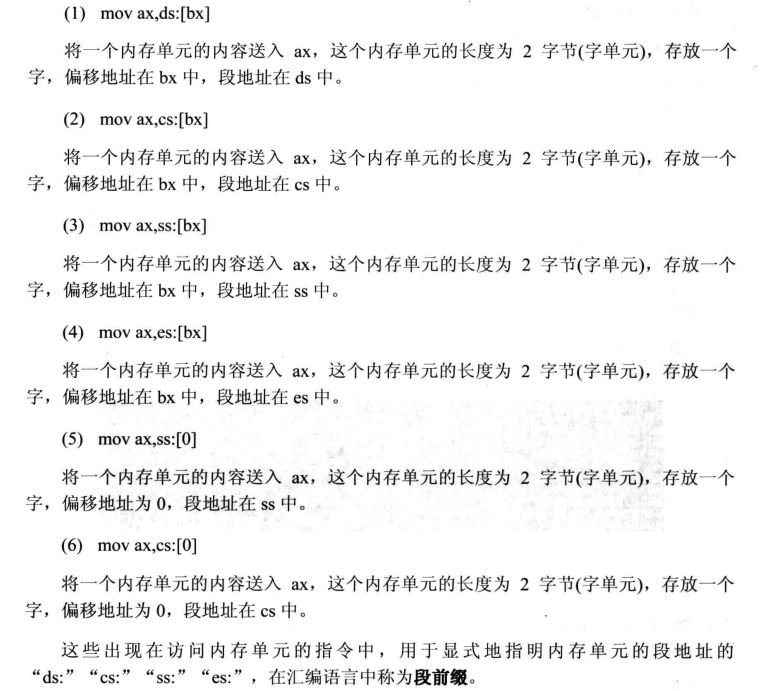 (1) mov ax,ds:[bx]
将一个内存单元的内容送入 ax，这个内存单元的长度为 2 字节(字单元)，存放一个
字，偏移地址在 bx 中，段地址在 ds 中。
(2) mov ax,cs:[bx]
将一个内存单元的内容送入 ax，这个内存单元的长度为 2 字节(字单元)，存放一个
字，偏移地址在 bx 中，段地址在 cs 中。
(3) mov ax,ss:[bx]
将一个内存单元的内容送入 ax，这个内存单元的长度为 2 字节(字单元)，存放一个
字，偏移地址在 bx 中，段地址在 ss 中。
(4) mov ax,es:[bx]
将一个内存单元的内容送入 ax，这个内存单元的长度为 2 字节(字单元)，存放一个
字，偏移地址在 bx 中，段地址在 es 中。
(5) mov ax,ss:[0]
将一个内存单元的内容送入 ax，这个内存单元的长度为 2 字节(字单元)，存放一个
字，偏移地址为 0，段地址在 ss 中。
(6) mov ax,cs:[0]
将一个内存单元的内容送入 ax，这个内存单元的长度为 2 字节(字单元)，存放一个
字，偏移地址为 0，段地址在 cs 中。
这些出现在访问内存单元的指令中，用于显式地指明内存单元的段地址的
“ds:”“cs:”“ss:”“es:”，在汇编语言中称为段前缀。